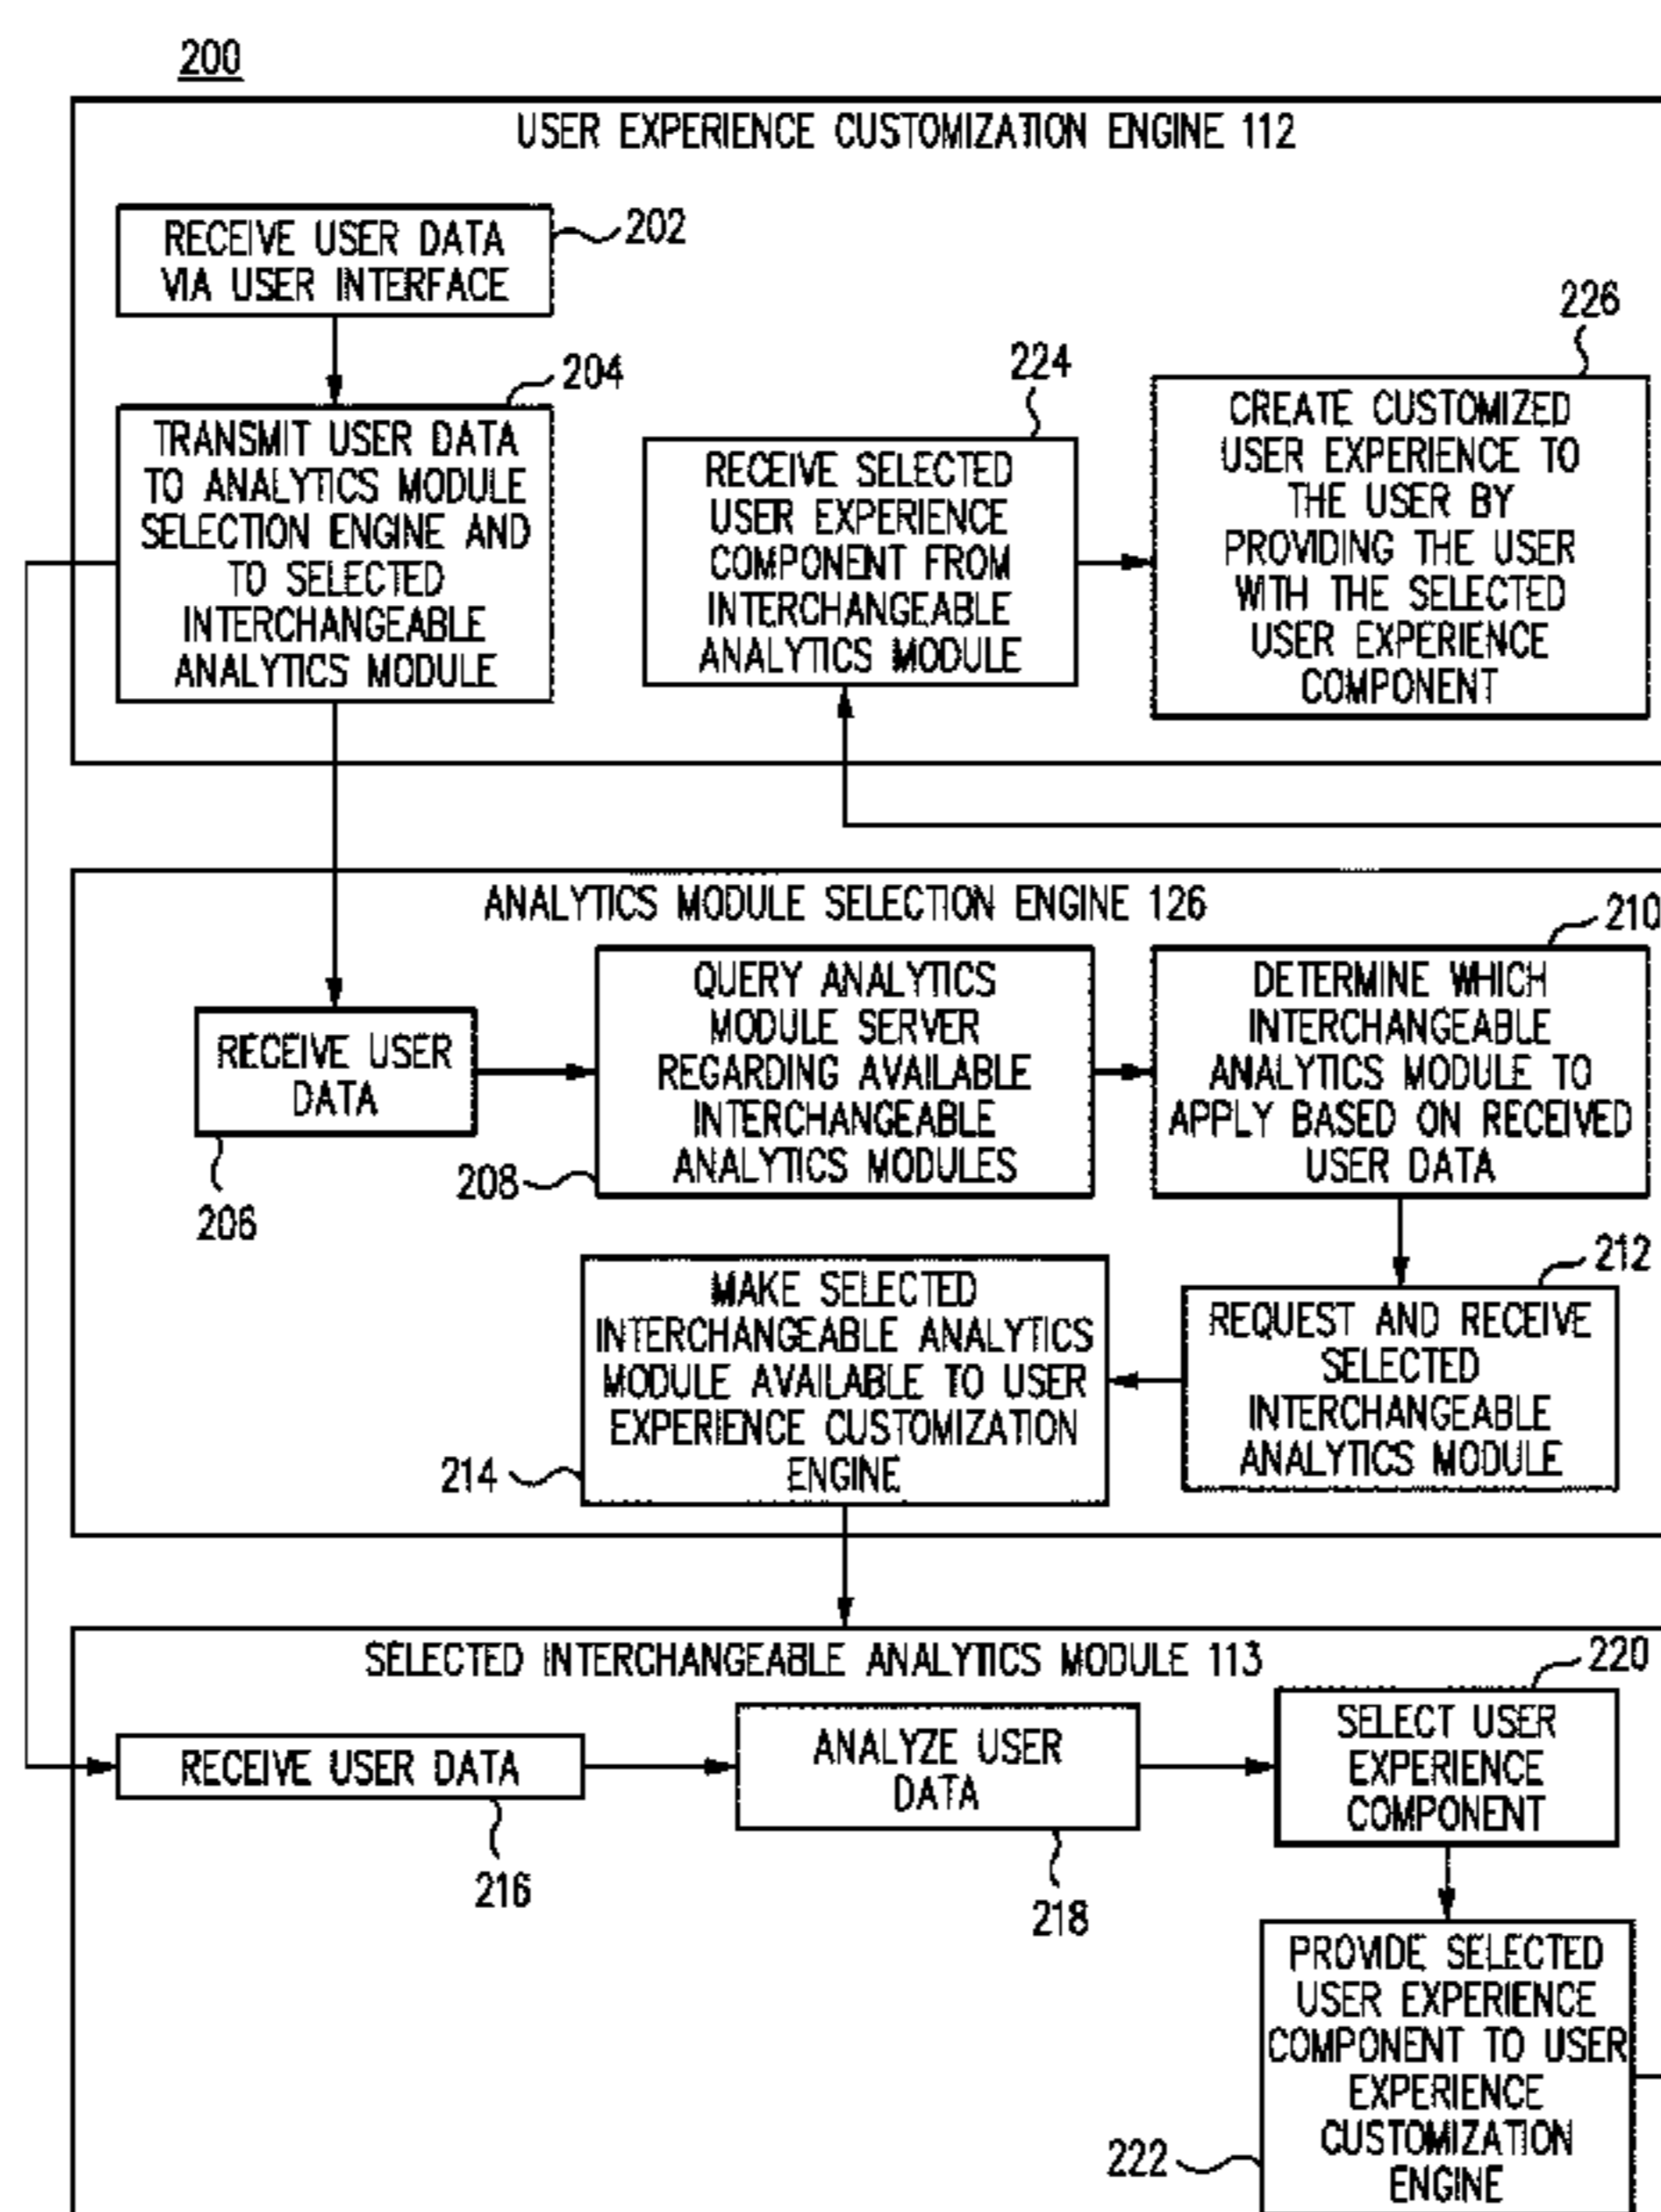 200
USER EXPERIENCE CUSTOMIZATION ENGINE 112
RECEIVE USER DATA
VIA USER INTERFACE
202
204
TRANSMIT USER DATA
TO ANALYTICS MODULE
SELECTION ENGINE AND
TO SELECTED
INTERCHANGEABLE
ANALYTICS MODULE
224
RECEIVE SELECTED
USER EXPERIENCE
COMPONENT FROM
INTERCHANGEABLE
ANALYTICS MODULE
226
CREATE CUSTOMIZED
USER EXPERIENCE TO
THE USER BY
PROVIDING THE USER
WITH THE SELECTED
USER EXPERIENCE
COMPONENT
ANALYTICS MODULE SELECTION ENGINE 126
RECEIVE USER
DATA
206
QUERY ANALYTICS
MODULE SERVER
REGARDING AVAILABLE
INTERCHANGEABLE
ANALYTICS MODULES
208
210
DETERMINE WHICH
INTERCHANGEABLE
ANALYTICS MODULE TO
APPLY BASED ON RECEIVED
USER DATA
212
REQUEST AND RECEIVE
SELECTED
INTERCHANGEABLE
ANALYTICS MODULE
MAKE SELECTED
INTERCHANGEABLE ANALYTICS
MODULE AVAILABLE TO USER
EXPERIENCE CUSTOMIZATION
ENGINE
214
SELECTED INTERCHANGEABLE ANALYTICS MODULE 113
RECEIVE USER DATA
216
ANALYZE USER
DATA
218
220
SELECT USER
EXPERIENCE
COMPONENT
PROVIDE SELECTED
USER EXPERIENCE
COMPONENT TO USER
EXPERIENCE
CUSTOMIZATION
ENGINE
222